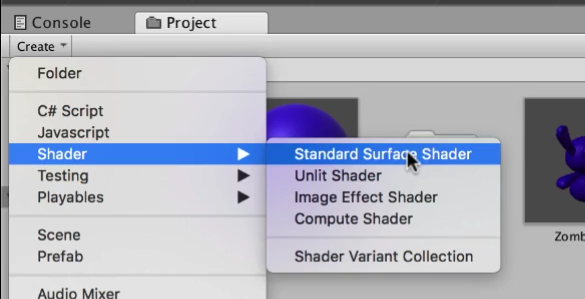 Console
Project
Create
Folder
C# Script
Javascript
Shader
Testing
Playables
Scene
Prefab
Audio Mixer
Standard Surface Shader
Unlit Shader
Image Effect Shader
Compute Shader
Shader Variant Collection
Zomb